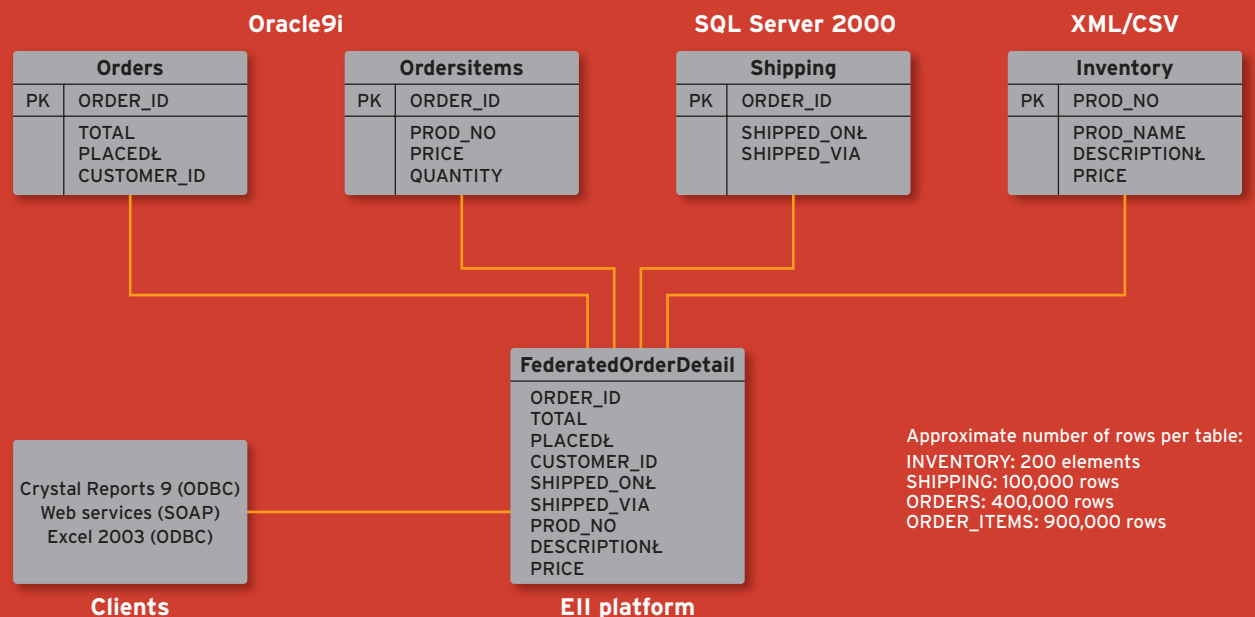 Oracle9i
SQL Server 2000
XML/CSV
Orders
PK ORDER_ID
TOTAL
PLACEDŁ
CUSTOMER_ID
Ordersitems
PK ORDER_ID
PROD_NO
PRICE
QUANTITY
Shipping
PK ORDER_ID
SHIPPED_ONŁ
SHIPPED_VIA
Inventory
PK PROD_NO
PROD_NAME
DESCRIPTIONŁ
PRICE
FederatedOrderDetail
ORDER_ID
TOTAL
PLACEDŁ
CUSTOMER_ID
SHIPPED_ONŁ
SHIPPED_VIA
PROD_NO
DESCRIPTIONŁ
PRICE
EII platform
Crystal Reports 9 (ODBC)
Web services (SOAP)
Excel 2003 (ODBC)
Clients
Approximate number of rows per table:
INVENTORY: 200 elements
SHIPPING: 100,000 rows
ORDERS: 400,000 rows
ORDER_ITEMS: 900,000 rows